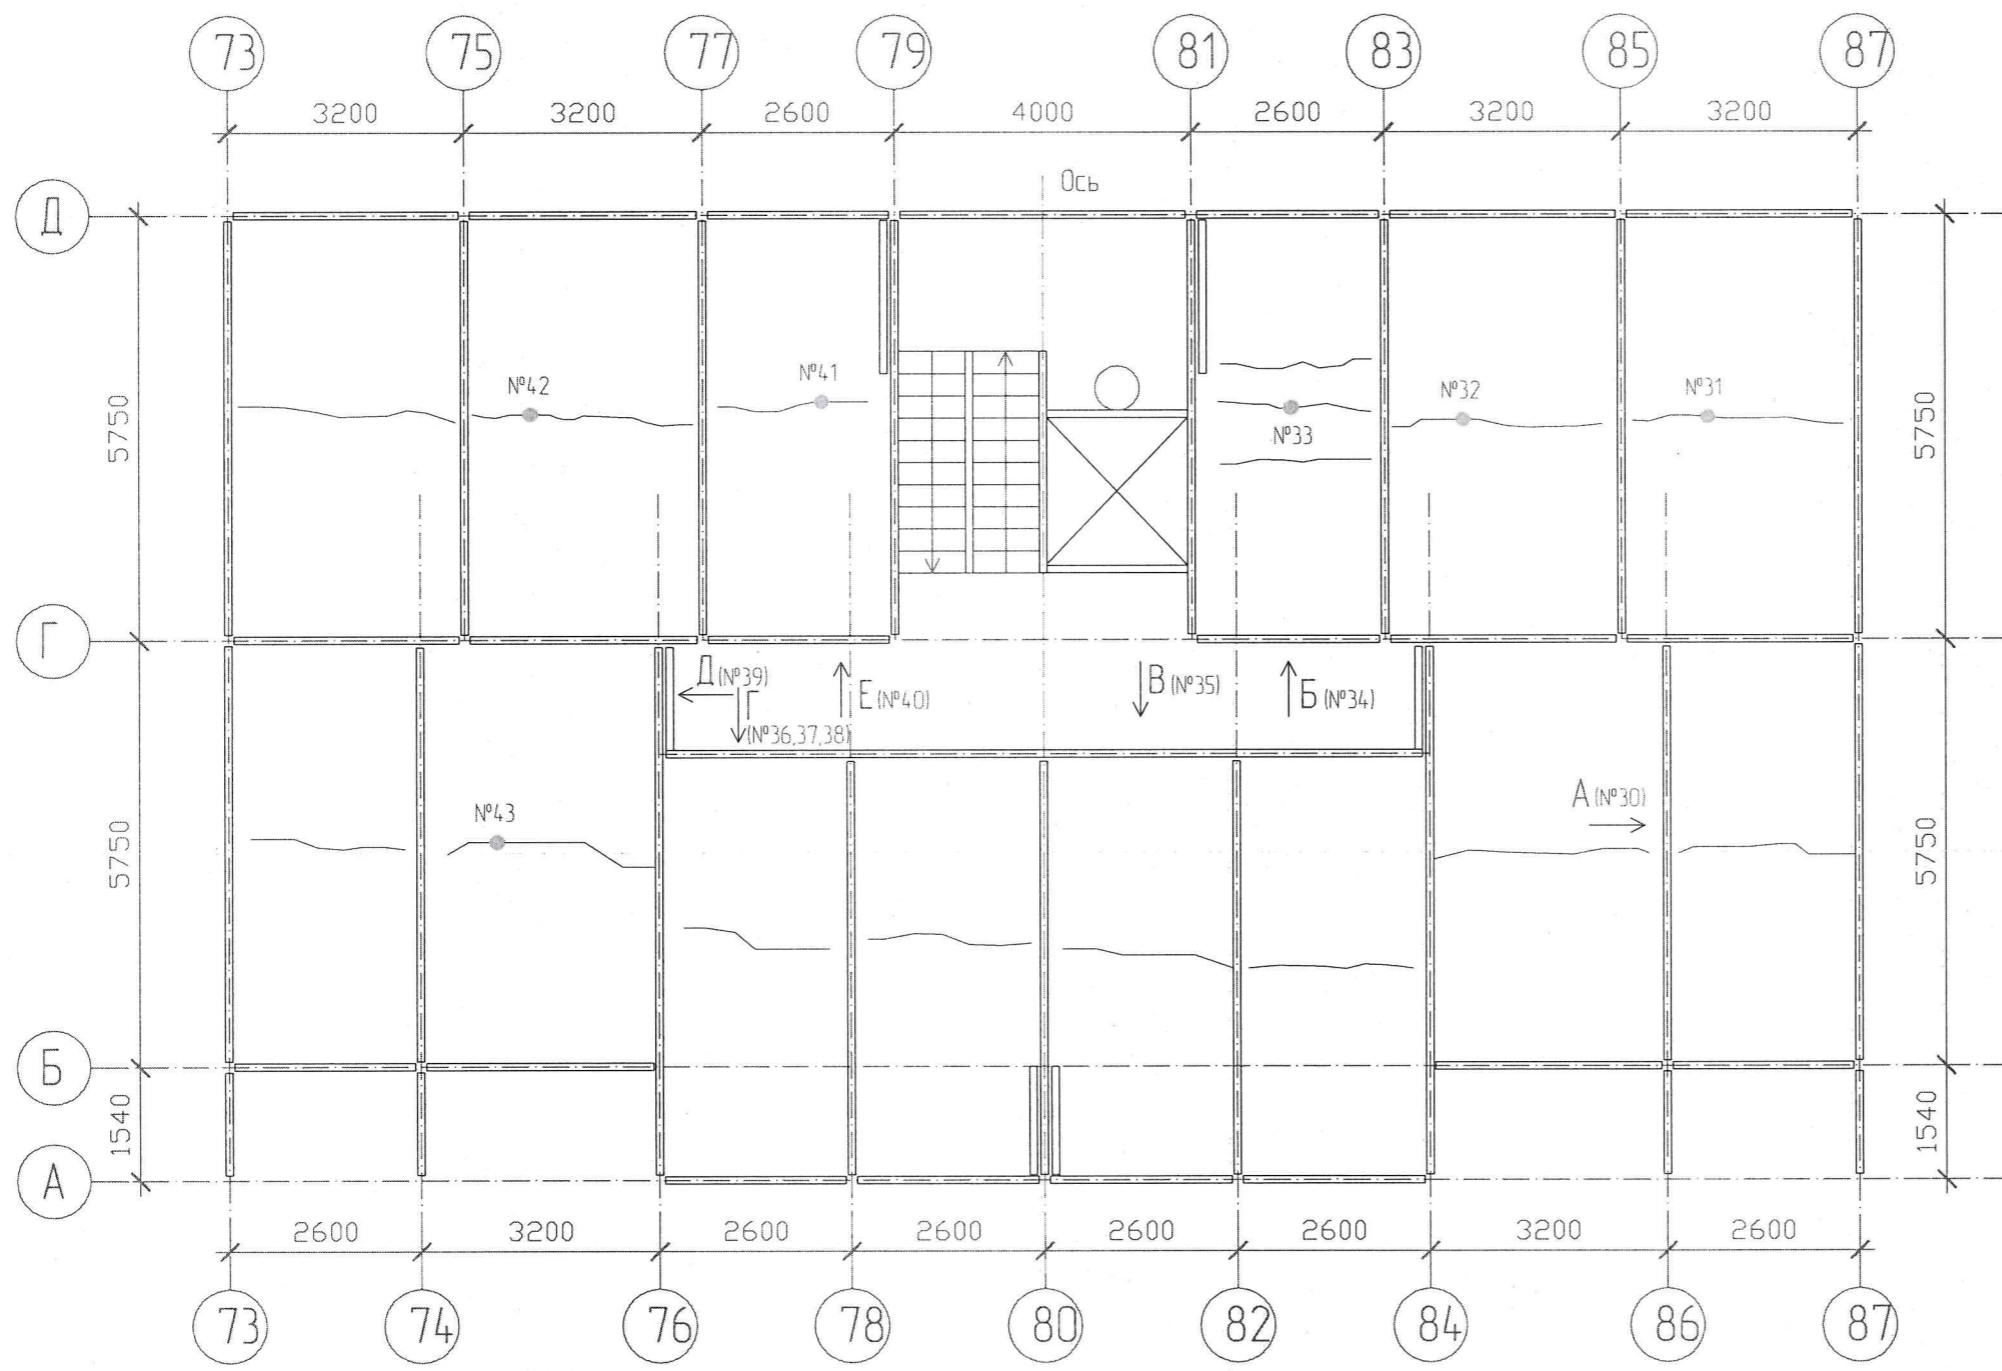 73 75 77 79 81 83 85 87
3200 3200 2600 4000 2600 3200 3200
Ось
Д
№42 №41 №32 №31
№33
5750 5750
Г
Д (№39) Г Е (№40) В (№35) Б (№34)
(№36,37,38)
А (№30)
№43
5750 5750
Б
1540 1540
А
2600 3200 2600 2600 2600 2600 3200 2600
73 74 76 78 80 82 84 86 87